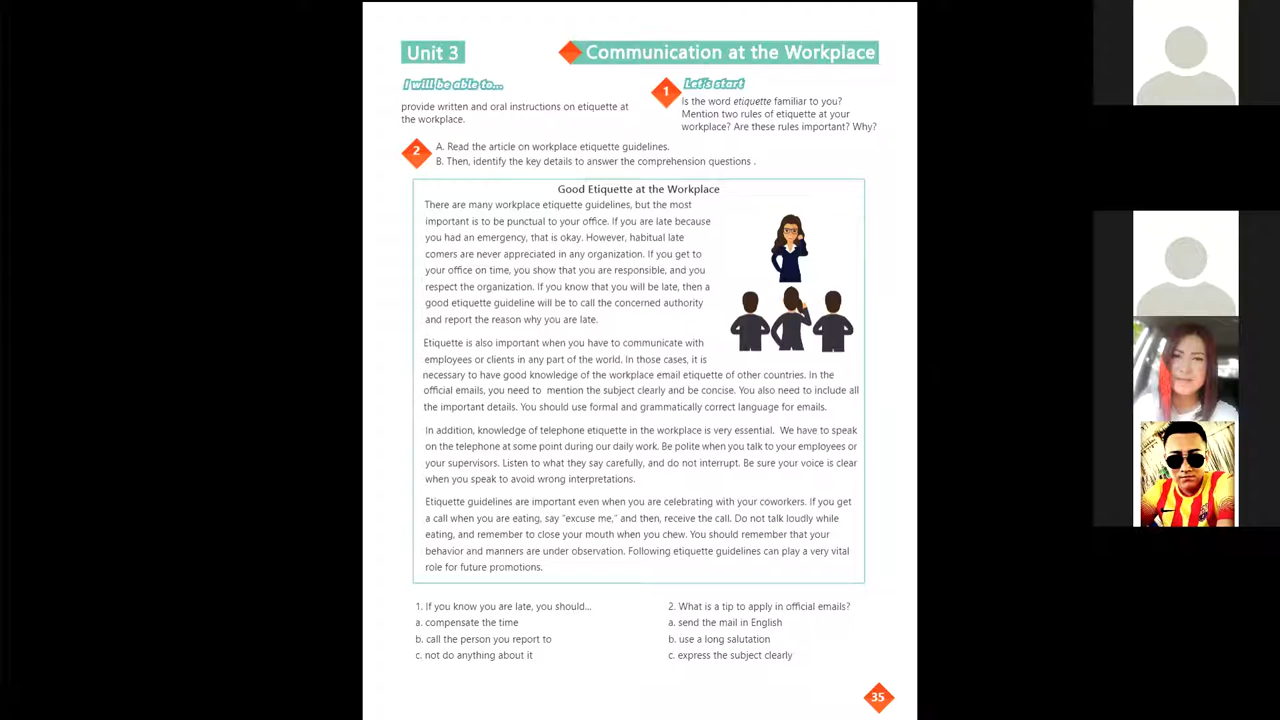 Unit 3
Communication at the Workplace
I will be able to...
provide written and oral instructions on etiquette at
the workplace.
1
Let's start
Is the word etiquette familiar to you?
Mention two rules of etiquette at your
workplace? Are these rules important? Why?
2
A. Read the article on workplace etiquette guidelines.
B. Then, identify the key details to answer the comprehension questions .
Good Etiquette at the Workplace
There are many workplace etiquette guidelines, but the most
important is to be punctual to your office. If you are late because
you had an emergency, that is okay. However, habitual late
comers are never appreciated in any organization. If you get to
your office on time, you show that you are responsible, and you
respect the organization. If you know that you will be late, then a
good etiquette guideline will be to call the concerned authority
and report the reason why you are late.
Etiquette is also important when you have to communicate with
employees or clients in any part of the world. In those cases, it is
necessary to have good knowledge of the workplace email etiquette of other countries. In the
official emails, you need to mention the subject clearly and be concise. You also need to include all
the important details. You should use formal and grammatically correct language for emails.
In addition, knowledge of telephone etiquette in the workplace is very essential. We have to speak
on the telephone at some point during our daily work. Be polite when you talk to your employees or
your supervisors. Listen to what they say carefully, and do not interrupt. Be sure your voice is clear
when you speak to avoid wrong interpretations.
Etiquette guidelines are important even when you are celebrating with your coworkers. If you get
a call when you are eating, say “excuse me,” and then, receive the call. Do not talk loudly while
eating, and remember to close your mouth when you chew. You should remember that your
behavior and manners are under observation. Following etiquette guidelines can play a very vital
role for future promotions.
1. If you know you are late, you should...
a. compensate the time
b. call the person you report to
c. not do anything about it
2. What is a tip to apply in official emails?
a. send the mail in English
b. use a long salutation
c. express the subject clearly
35